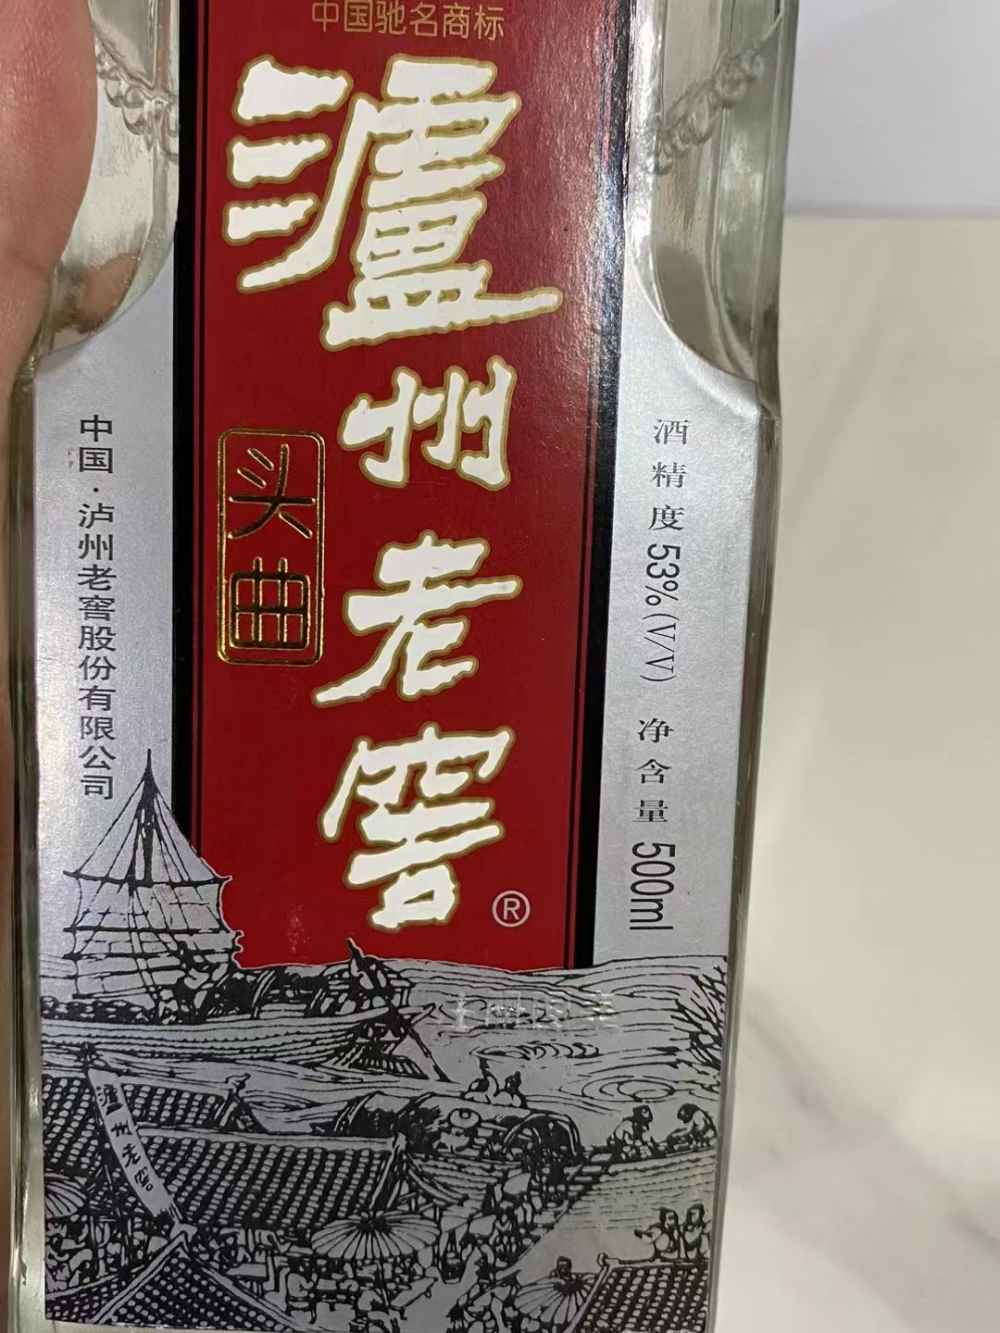 中国驰名商标
瀘州老窖
头曲
®
中国·泸州老窖股份有限公司
酒精度53%(V/V) 净含量500ml